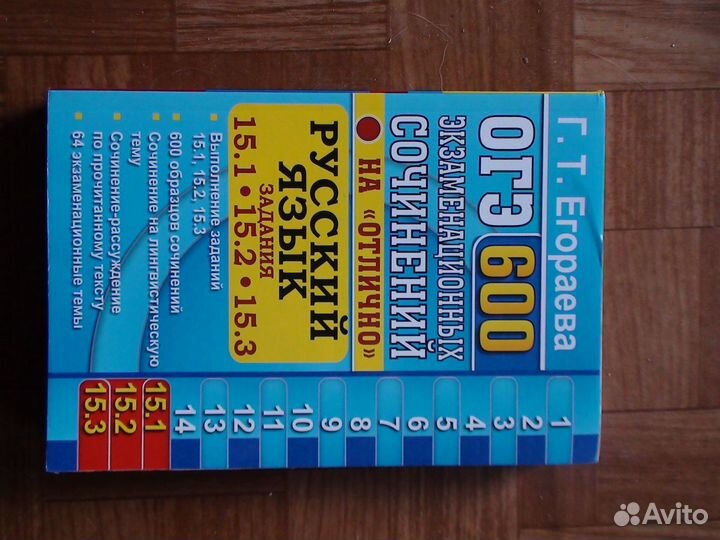 Г. Т. Егораева
ОГЭ 600
ЭКЗАМЕНАЦИОННЫХ
СОЧИНЕНИЙ
НА «ОТЛИЧНО»
РУССКИЙ
ЯЗЫК
ЗАДАНИЯ
15.1 • 15.2 • 15.3
Выполнение заданий
15.1, 15.2, 15.3
600 образцов сочинений
Сочинение на лингвистическую
тему
Сочинение-рассуждение
по прочитанному тексту
64 экзаменационные темы
1
2
3
4
5
6
7
8
9
10
11
12
13
14
15.1
15.2
15.3
Avito